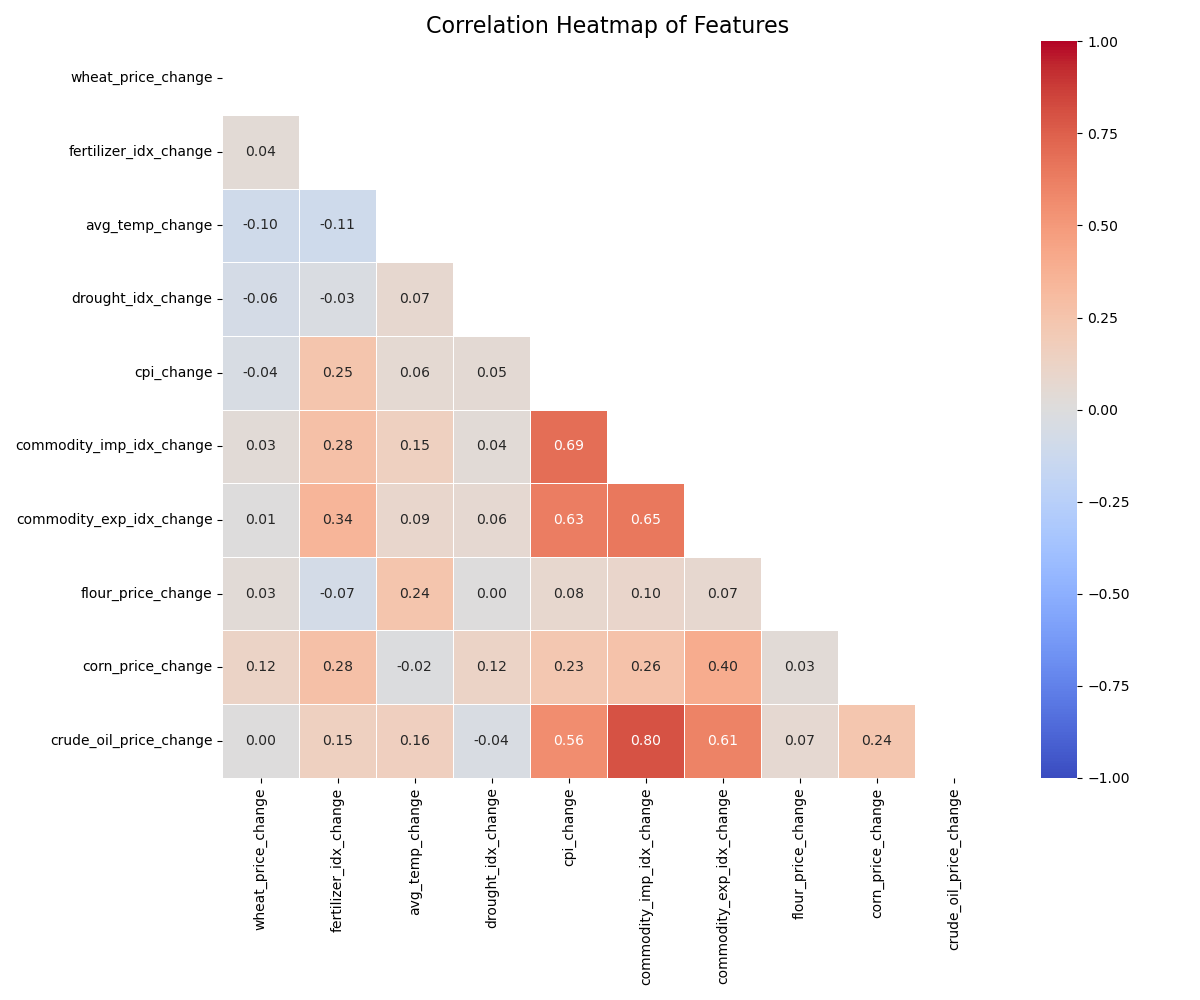 Correlation Heatmap of Features
wheat_price_change
fertilizer_idx_change 0.04
avg_temp_change -0.10 -0.11
drought_idx_change -0.06 -0.03 0.07
cpi_change -0.04 0.25 0.06 0.05
commodity_imp_idx_change 0.03 0.28 0.15 0.04 0.69
commodity_exp_idx_change 0.01 0.34 0.09 0.06 0.63 0.65
flour_price_change 0.03 -0.07 0.24 0.00 0.08 0.10 0.07
corn_price_change 0.12 0.28 -0.02 0.12 0.23 0.26 0.40 0.03
crude_oil_price_change 0.00 0.15 0.16 -0.04 0.56 0.80 0.61 0.07 0.24
wheat_price_change
fertilizer_idx_change
avg_temp_change
drought_idx_change
cpi_change
commodity_imp_idx_change
commodity_exp_idx_change
flour_price_change
corn_price_change
crude_oil_price_change
1.00
0.75
0.50
0.25
0.00
−0.25
−0.50
−0.75
−1.00